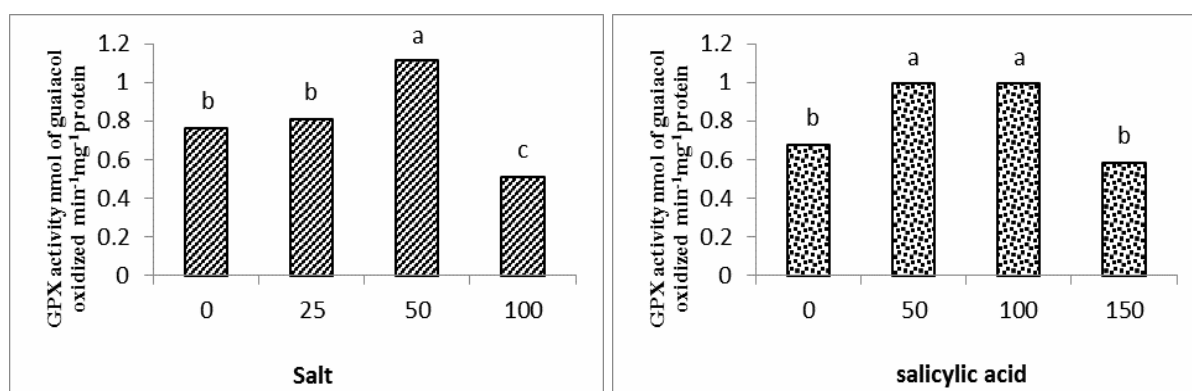 GPX activity nmol of guaiacol
oxidized min-1mg-1protein
1.2
1
0.8
0.6
0.4
0.2
0
b
b
a
c
0
25
50
100
Salt
GPX activity nmol of guaiacol
oxidized min-1mg-1protein
1.2
1
0.8
0.6
0.4
0.2
0
b
a
a
b
0
50
100
150
salicylic acid